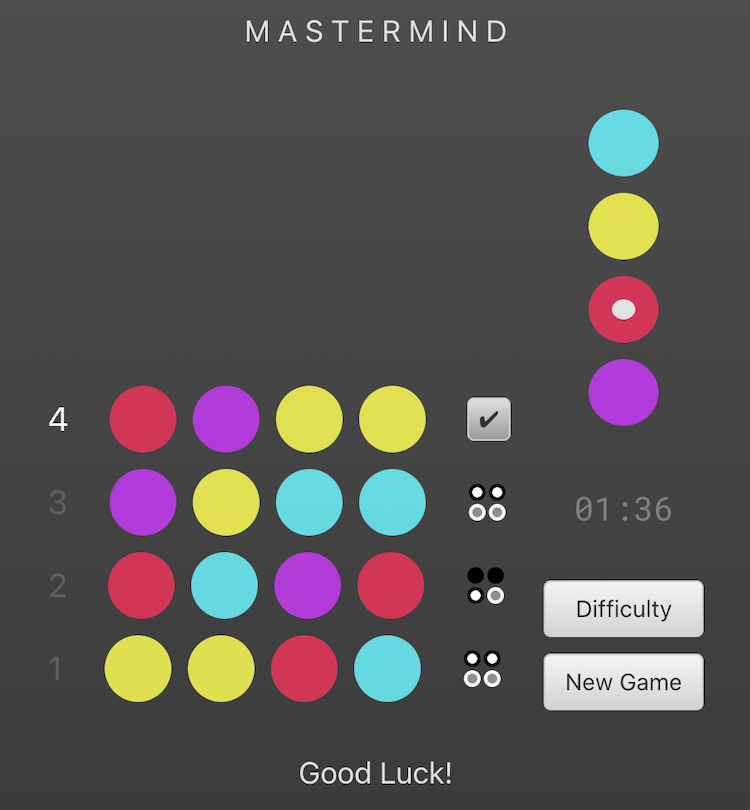 MASTERMIND
4
✔
3
01:36
2
Difficulty
1
New Game
Good Luck!